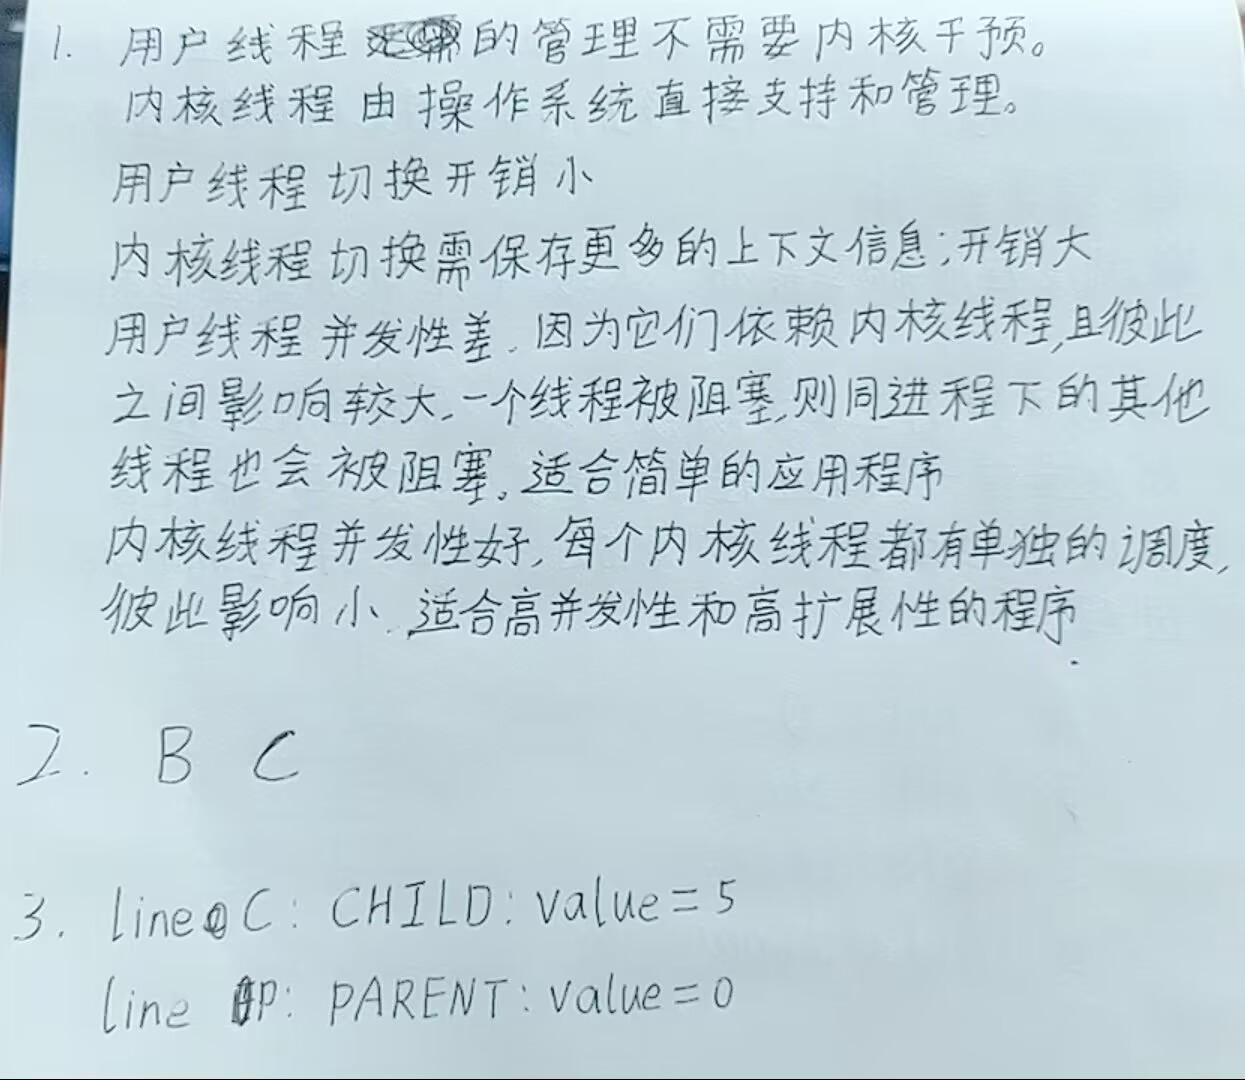 1. 用户线程的管理不需要内核干预。
内核线程由操作系统直接支持和管理。
用户线程切换开销小
内核线程切换需保存更多的上下文信息;开销大
用户线程并发性差.因为它们依赖内核线程,且彼此
之间影响较大.一个线程被阻塞,则同进程下的其他
线程也会被阻塞。适合简单的应用程序
内核线程并发性好,每个内核线程都有单独的调度,
彼此影响小.适合高并发性和高扩展性的程序.
2. B C
3. line C: CHILD: value=5
line P: PARENT: value=0